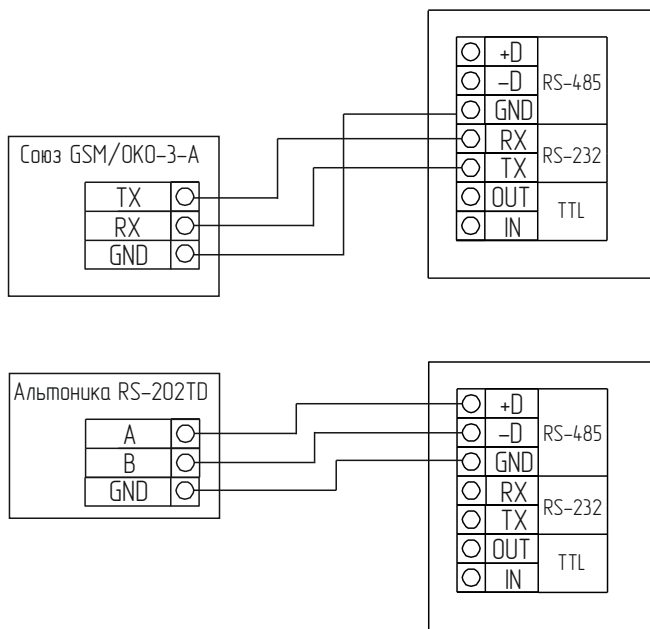 +D
-D
RS-485
GND
RX
RS-232
TX
OUT
TTL
IN
Союз GSM/ОКО-3-А
TX
RX
GND
Альтоника RS-202TD
A
B
GND
+D
-D
RS-485
GND
RX
RS-232
TX
OUT
TTL
IN